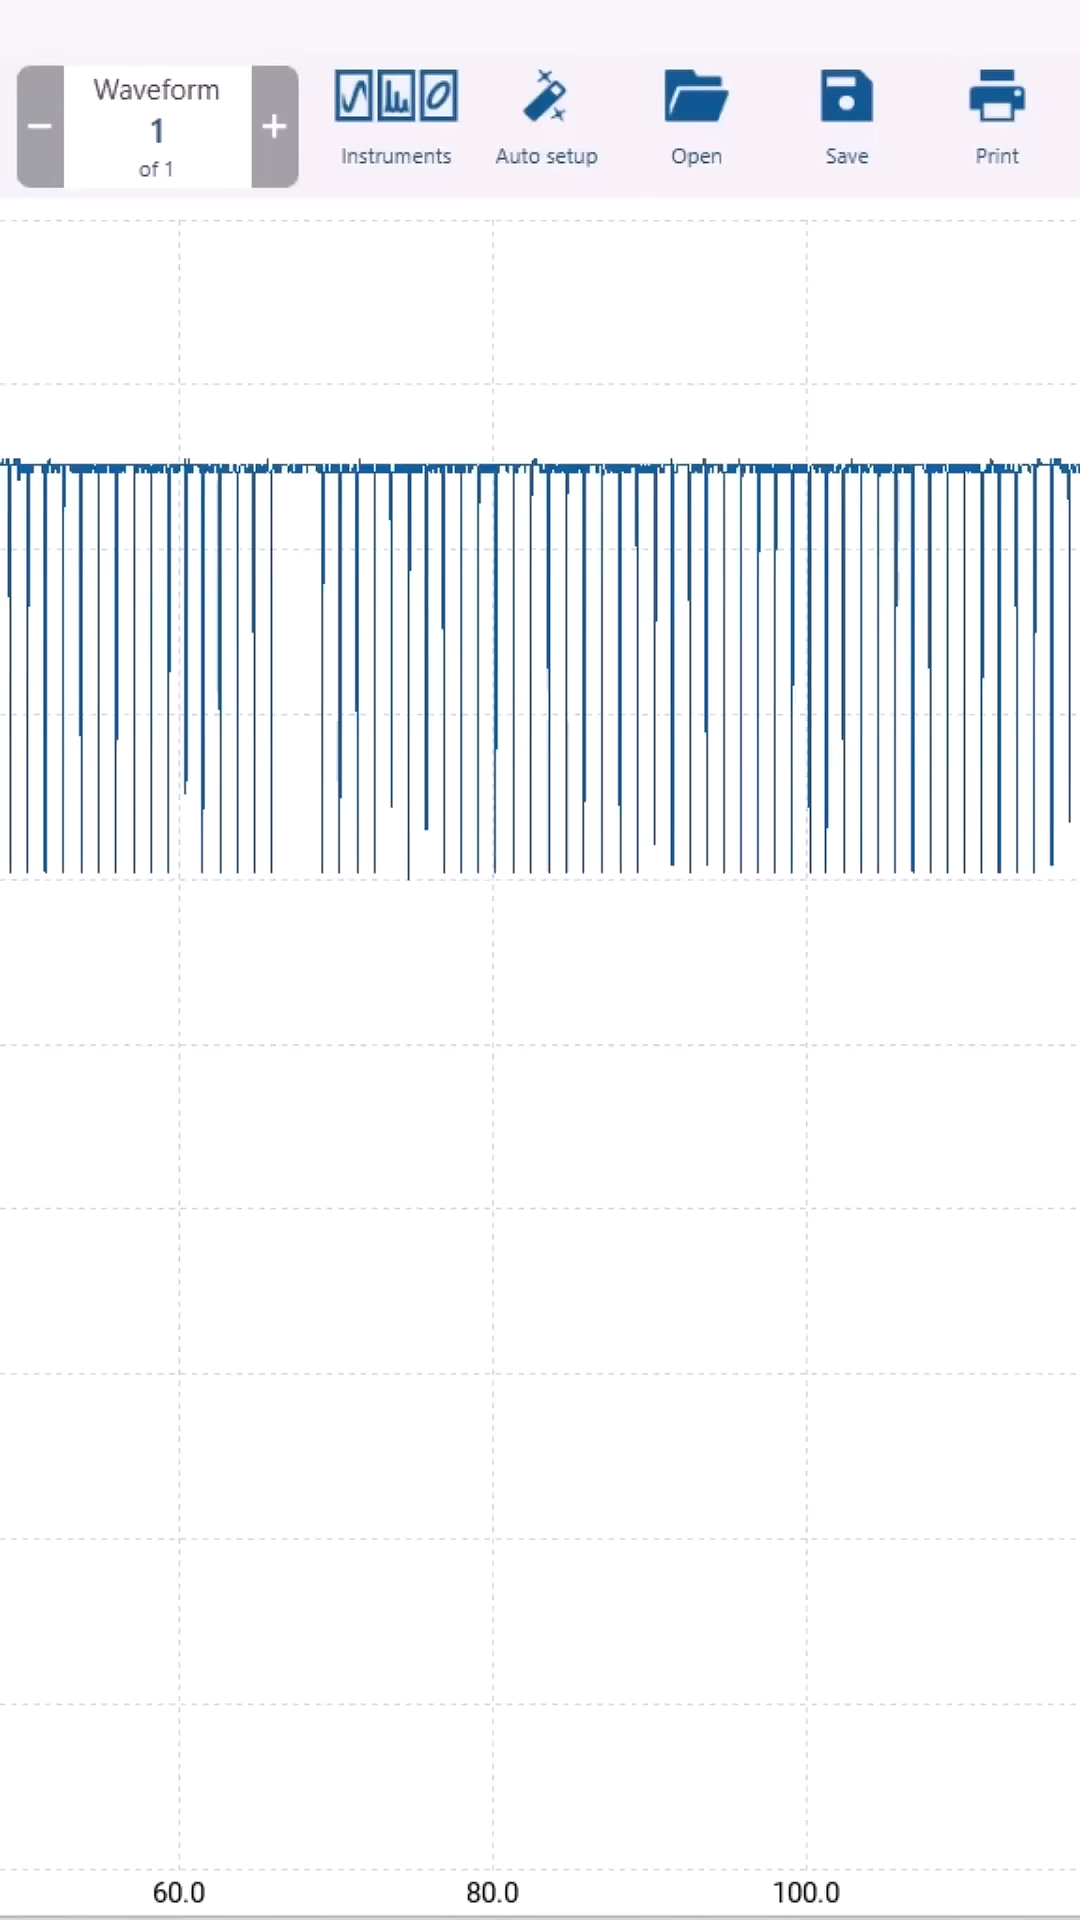 Waveform
1
of 1
Instruments
Auto setup
Open
Save
Print
60.0
80.0
100.0